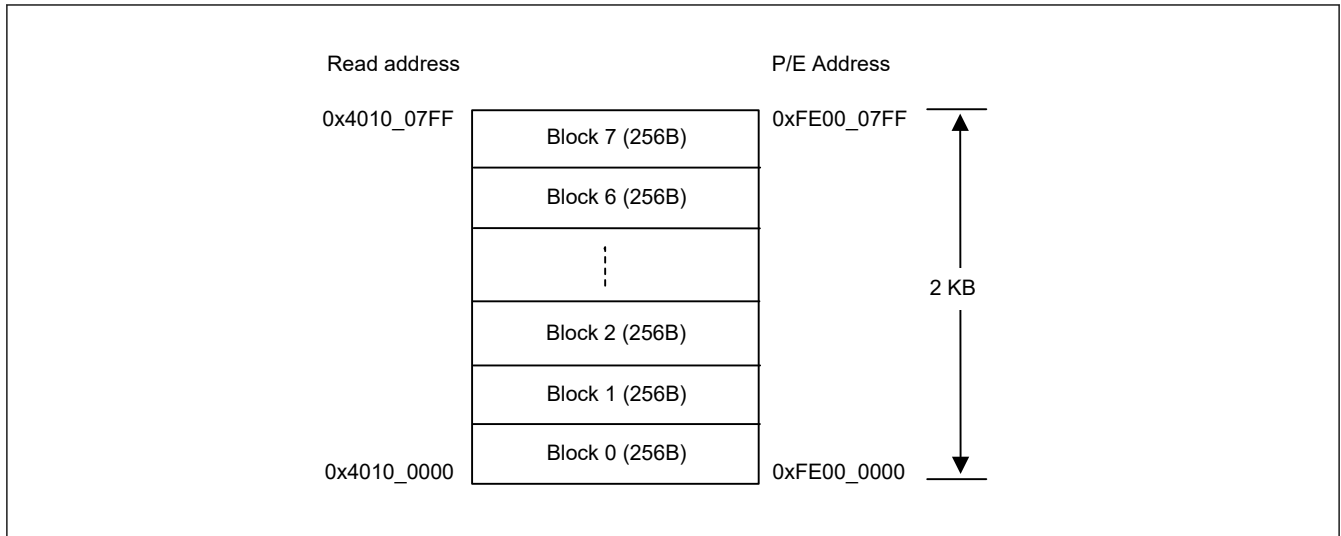 Read address
P/E Address
0x4010_07FF
Block 7 (256B)
0xFE00_07FF
Block 6 (256B)
2 KB
Block 2 (256B)
Block 1 (256B)
Block 0 (256B)
0x4010_0000
0xFE00_0000